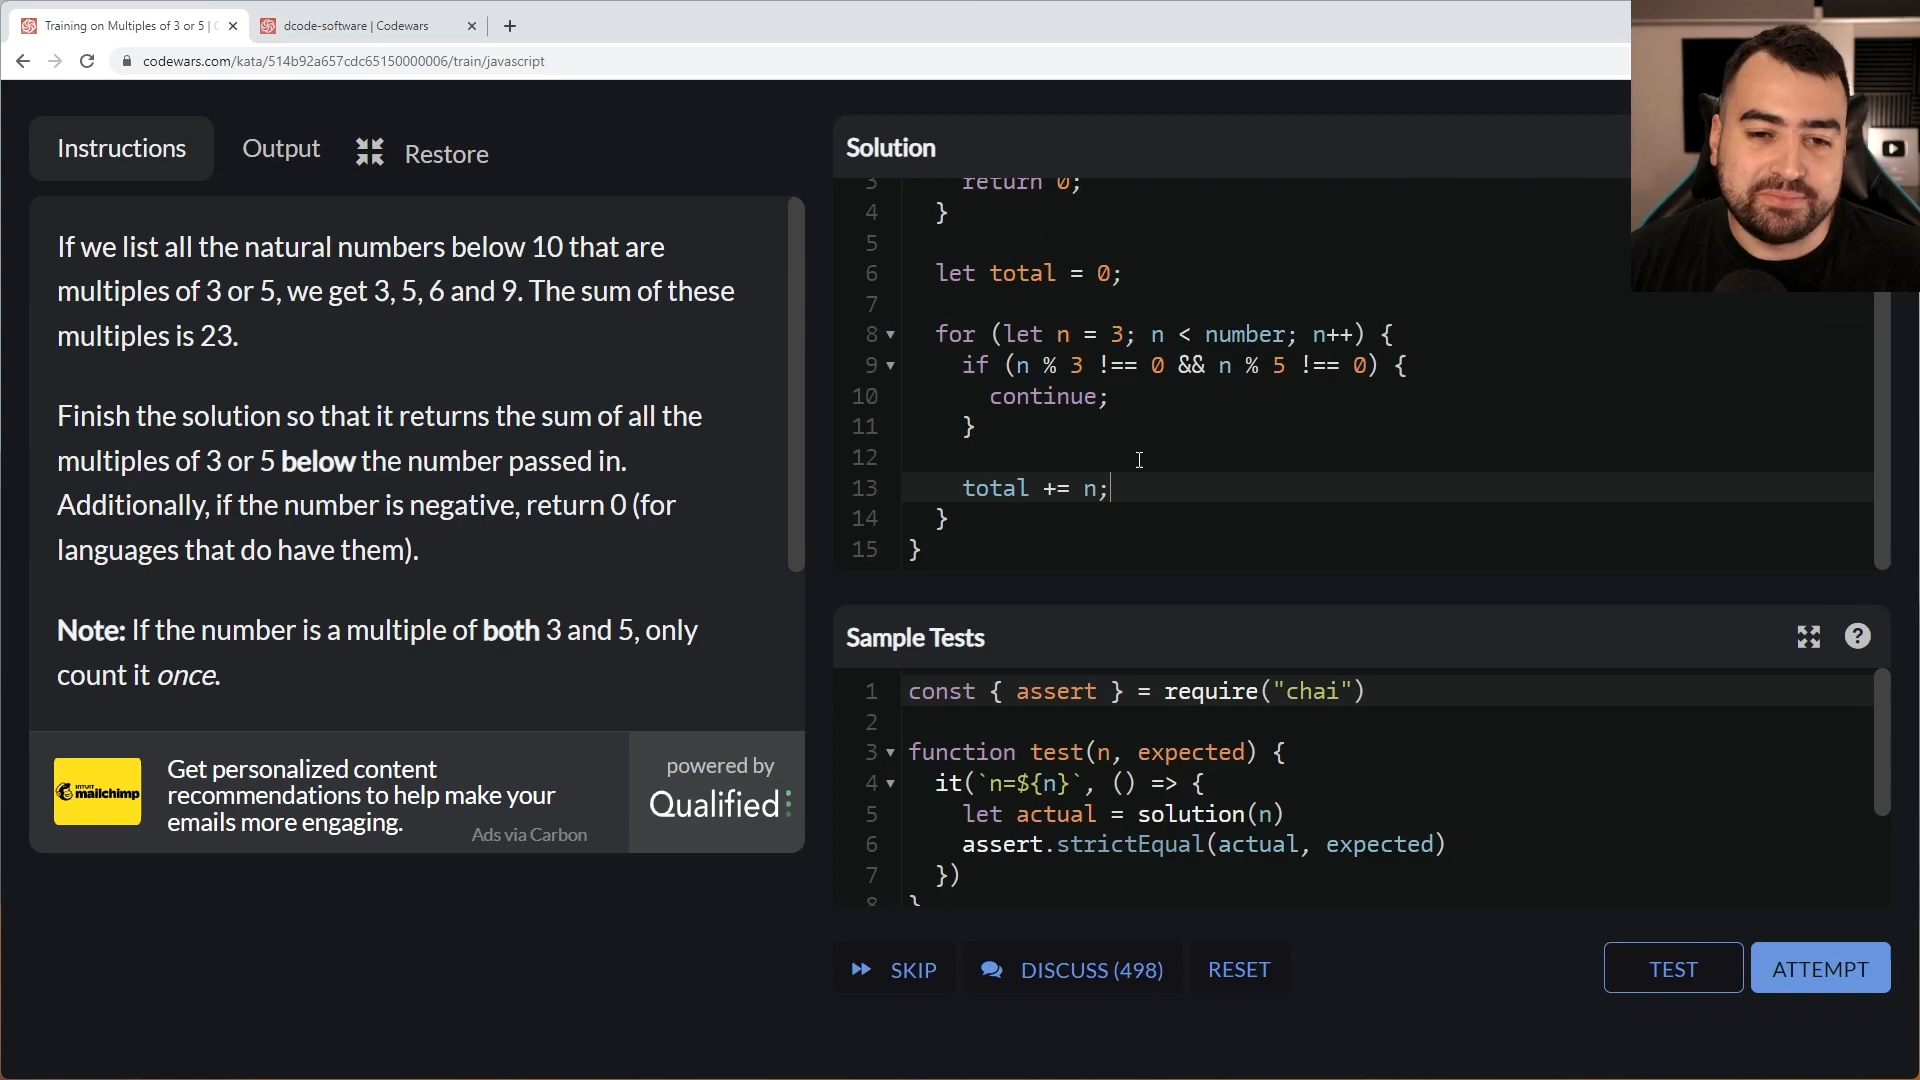 Training on Multiples of 3 or 5 |
dcode-software | Codewars
codewars.com/kata/514b92a657cdc65150000006/train/javascript
Instructions
Output
Restore
If we list all the natural numbers below 10 that are
multiples of 3 or 5, we get 3, 5, 6 and 9. The sum of these
multiples is 23.
Finish the solution so that it returns the sum of all the
multiples of 3 or 5 below the number passed in.
Additionally, if the number is negative, return 0 (for
languages that do have them).
Note: If the number is a multiple of both 3 and 5, only
count it once.
INTUIT
mailchimp
Get personalized content
recommendations to help make your
emails more engaging.
Ads via Carbon
powered by
Qualified
Solution
3 return 0;
4 }
5
6 let total = 0;
7
8 for (let n = 3; n < number; n++) {
9 if (n % 3 !== 0 && n % 5 !== 0) {
10 continue;
11 }
12
13 total += n;
14 }
15 }
Sample Tests
?
1 const { assert } = require("chai")
2
3 function test(n, expected) {
4 it(`n=${n}`, () => {
5 let actual = solution(n)
6 assert.strictEqual(actual, expected)
7 })
8 }
SKIP
DISCUSS (498)
RESET
TEST
ATTEMPT